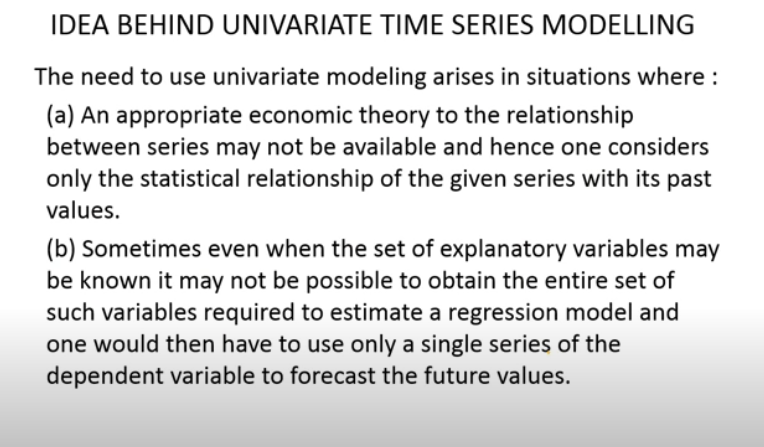 IDEA BEHIND UNIVARIATE TIME SERIES MODELLING
The need to use univariate modeling arises in situations where :
(a) An appropriate economic theory to the relationship
between series may not be available and hence one considers
only the statistical relationship of the given series with its past
values.
(b) Sometimes even when the set of explanatory variables may
be known it may not be possible to obtain the entire set of
such variables required to estimate a regression model and
one would then have to use only a single series of the
dependent variable to forecast the future values.